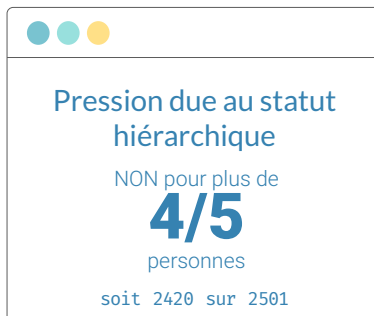 Pression due au statut
hiérarchique
NON pour plus de
4/5
personnes
soit 2420 sur 2501